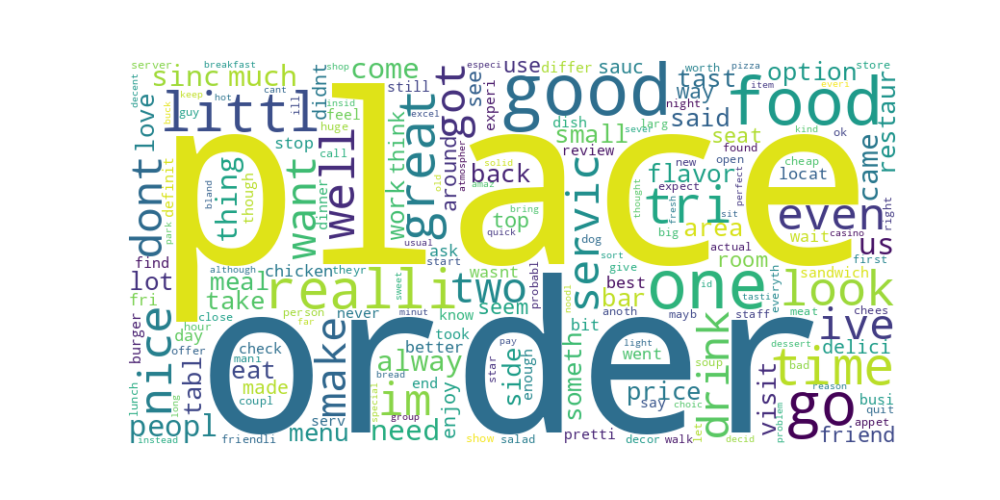 place
order
good
food
one
realli
go
time
great
littl
well
nice
look
tri
two
even
got
dont
want
make
im
ive
drink
servic
us
back
side
alway
come
sinc much
said
option
tast
way
small
flavor
seat
area
room
bar
price
need
menu
peopl
tabl
eat
made
take
meal
lot
thing
love
didnt
feel
still
use
see
differ
sauc
dish
review
experi
around
work
think
top
ask
start
usual
wasnt
seem
know
better
took
end
enjoy
someth
bit
went
say
best
big
actual
new
open
expect
found
perfect
night
larg
sever
especi
worth
pizza
item
everi
store
kind
ok
restaur
came
cheap
locat
wait
right
casino
first
sandwich
chees
meat
everyth
tasti
sit
fresh
thought
dog
sort
give
anoth
mayb
staff
id
delici
visit
dessert
bad
reason
busi
quit
appet
friend
problem
decid
let
soup
choic
light
walk
decor
pretti
salad
show
enough
star
pay
probabl
noodl
quick
bring
amaz
solid
old
atmospher
excel
server
breakfast
shop
cant
ill
insid
hot
keep
guy
buck
decent
huge
stop
call
dinner
though
bland
definit
park
find
fri
burger
although
chicken
theyr
person
far
never
minut
sweet
close
hour
day
offer
check
mani
coupl
lunch
long
instead
friendli
serv
special
bread
group